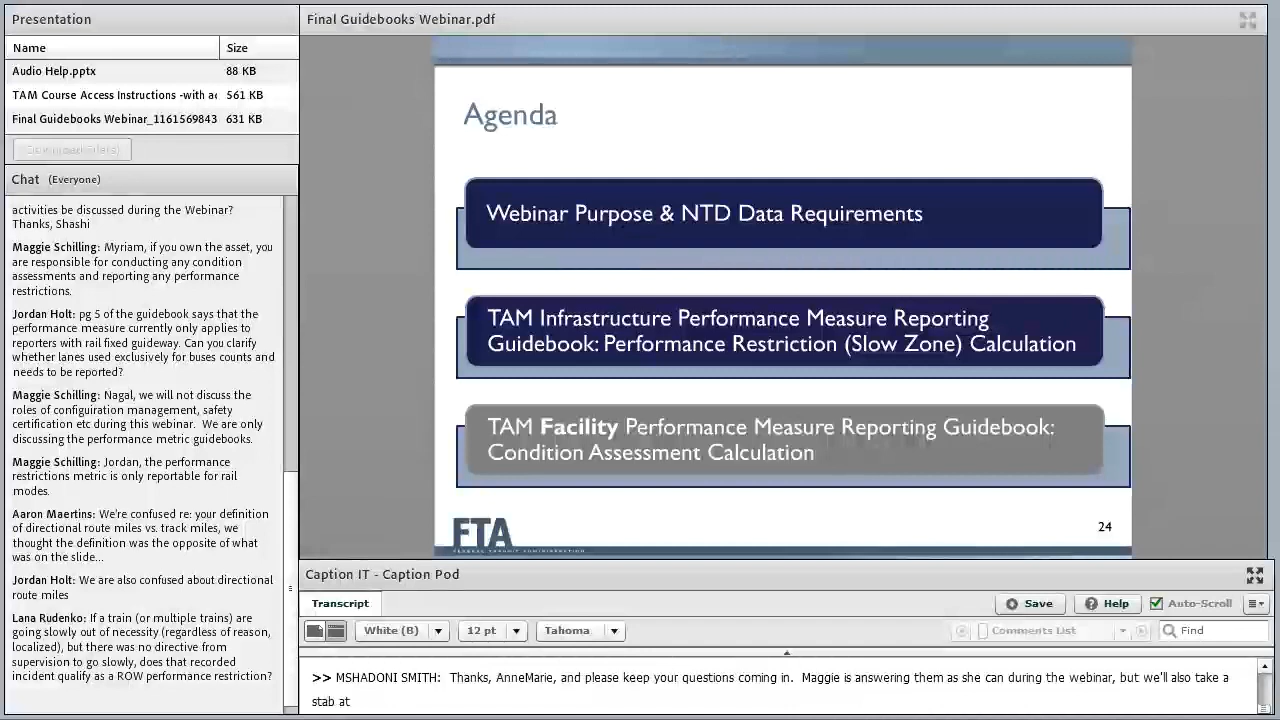 Presentation
Name Size
Audio Help.pptx 88 KB
TAM Course Access Instructions -with ac 561 KB
Final Guidebooks Webinar_1161569843 631 KB
Download File(s)
Chat (Everyone)
activities be discussed during the Webinar?
Thanks, Shashi
Maggie Schilling: Myriam, if you own the asset, you
are responsible for conducting any condition
assessments and reporting any performance
restrictions.
Jordan Holt: pg 5 of the guidebook says that the
performance measure currently only applies to
reporters with rail fixed guideway. Can you clarify
whether lanes used exclusively for buses counts and
needs to be reported?
Maggie Schilling: Nagal, we will not discuss the
roles of configuiration management, safety
certification etc during this webinar. We are only
discussing the performance metric guidebooks.
Maggie Schilling: Jordan, the performance
restrictions metric is only reportable for rail
modes.
Aaron Maertins: We're confused re: your definition
of directional route miles vs. track miles, we
thought the definition was the opposite of what
was on the slide...
Jordan Holt: We are also confused about directional
route miles
Lana Rudenko: If a train (or multiple trains) are
going slowly out of necessity (regardless of reason,
localized), but there was no directive from
supervision to go slowly, does that recorded
incident qualify as a ROW performance restriction?
Final Guidebooks Webinar.pdf
Agenda
Webinar Purpose & NTD Data Requirements
TAM Infrastructure Performance Measure Reporting
Guidebook: Performance Restriction (Slow Zone) Calculation
TAM Facility Performance Measure Reporting Guidebook:
Condition Assessment Calculation
FTA
FEDERAL TRANSIT ADMINISTRATION
24
Caption IT - Caption Pod
Transcript Save Help Auto-Scroll
White (B) 12 pt Tahoma Comments List Find
>> MSHADONI SMITH: Thanks, AnneMarie, and please keep your questions coming in. Maggie is answering them as she can during the webinar, but we'll also take a
stab at